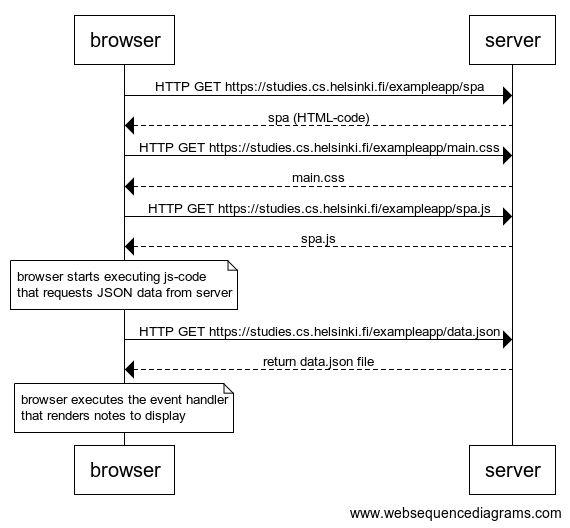 browser
server
HTTP GET https://studies.cs.helsinki.fi/exampleapp/spa
spa (HTML-code)
HTTP GET https://studies.cs.helsinki.fi/exampleapp/main.css
main.css
HTTP GET https://studies.cs.helsinki.fi/exampleapp/spa.js
spa.js
browser starts executing js-code
that requests JSON data from server
HTTP GET https://studies.cs.helsinki.fi/exampleapp/data.json
return data.json file
browser executes the event handler
that renders notes to display
browser
server
www.websequencediagrams.com